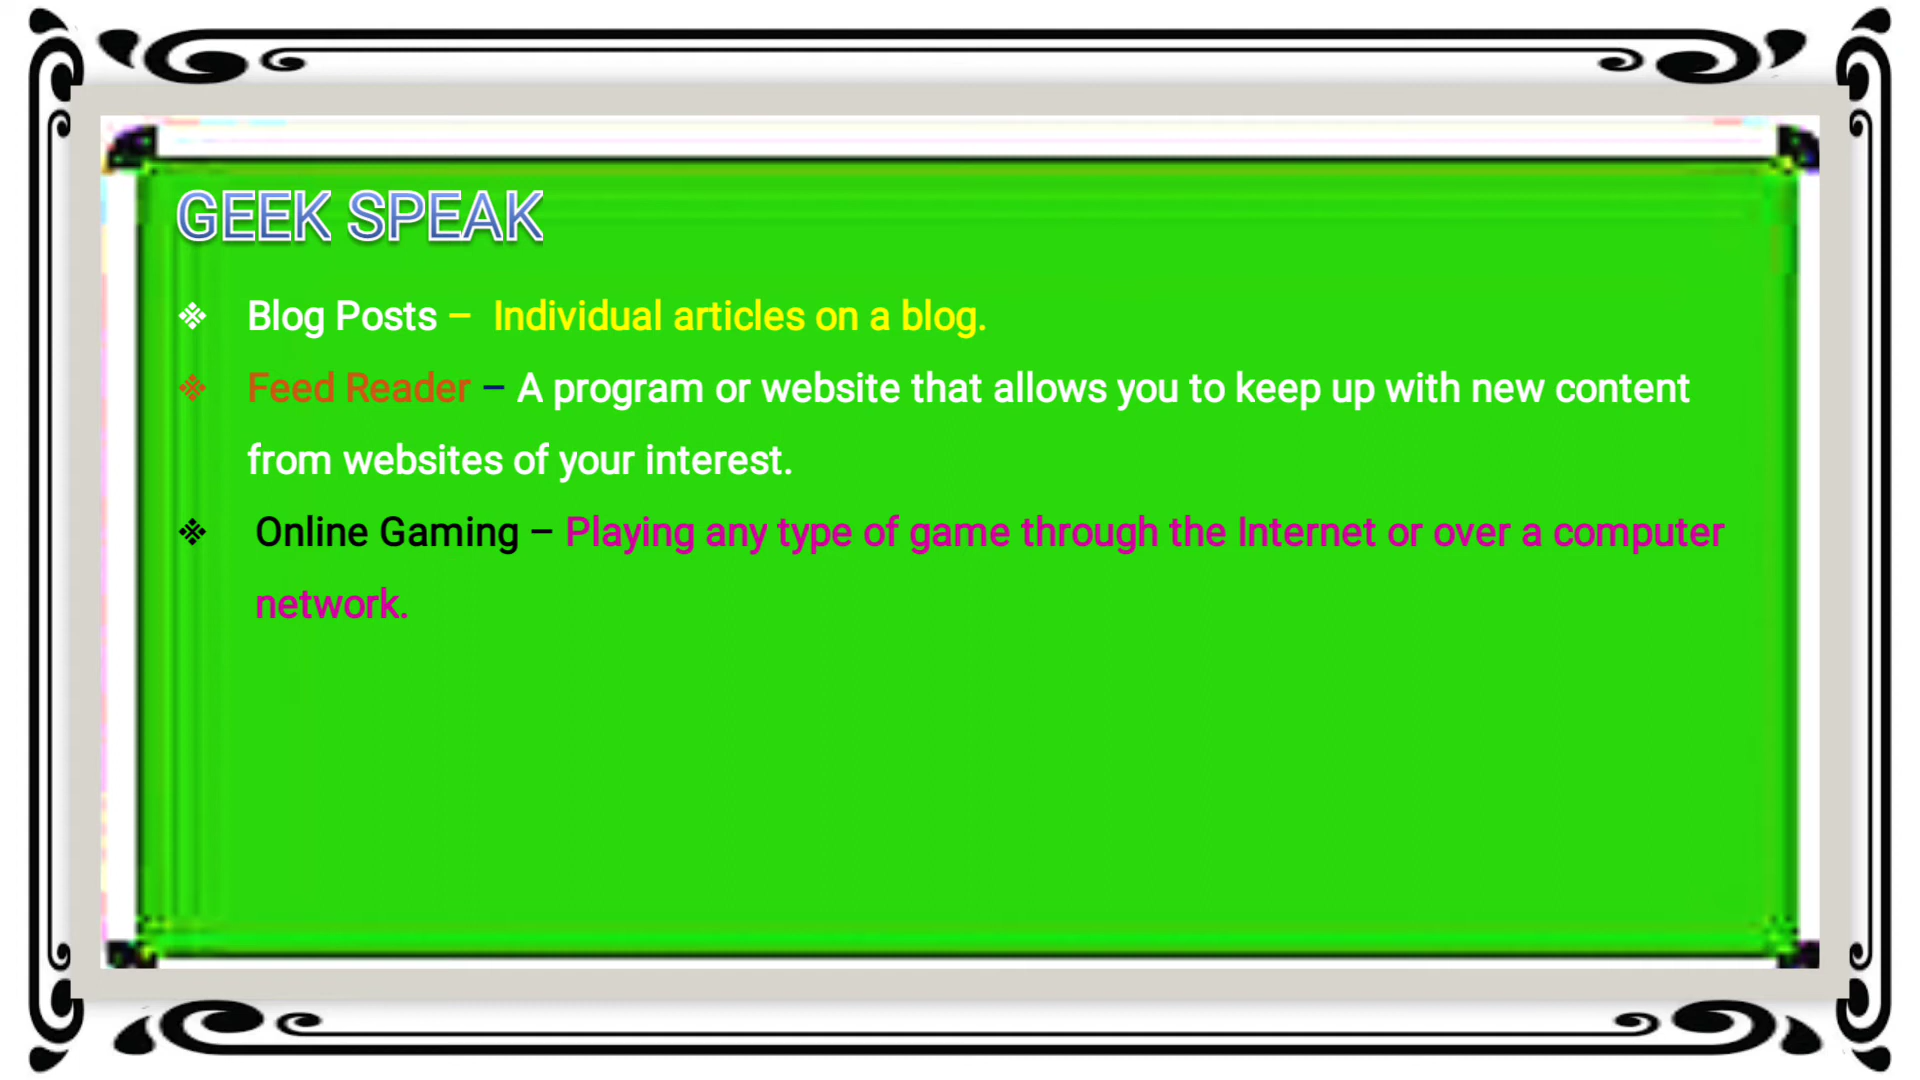 GEEK SPEAK
❖ Blog Posts – Individual articles on a blog.
❖ Feed Reader – A program or website that allows you to keep up with new content
from websites of your interest.
❖ Online Gaming – Playing any type of game through the Internet or over a computer
network.